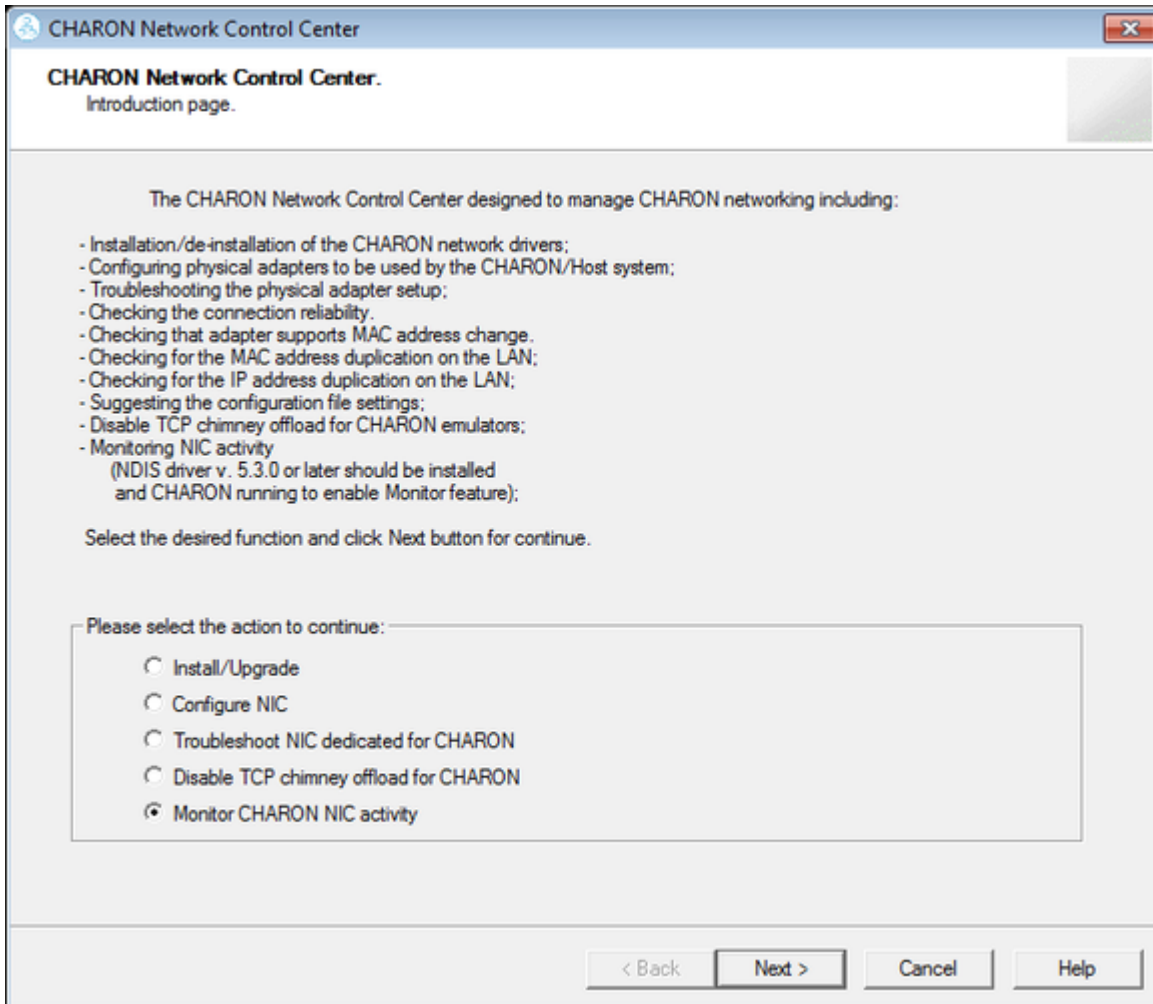 CHARON Network Control Center
CHARON Network Control Center.
Introduction page.
The CHARON Network Control Center designed to manage CHARON networking including:
- Installation/de-installation of the CHARON network drivers;
- Configuring physical adapters to be used by the CHARON/Host system;
- Troubleshooting the physical adapter setup;
- Checking the connection reliability.
- Checking that adapter supports MAC address change.
- Checking for the MAC address duplication on the LAN;
- Checking for the IP address duplication on the LAN;
- Suggesting the configuration file settings;
- Disable TCP chimney offload for CHARON emulators;
- Monitoring NIC activity
(NDIS driver v. 5.3.0 or later should be installed
and CHARON running to enable Monitor feature);
Select the desired function and click Next button for continue.
Please select the action to continue:
Install/Upgrade
Configure NIC
Troubleshoot NIC dedicated for CHARON
Disable TCP chimney offload for CHARON
Monitor CHARON NIC activity
< Back Next > Cancel Help